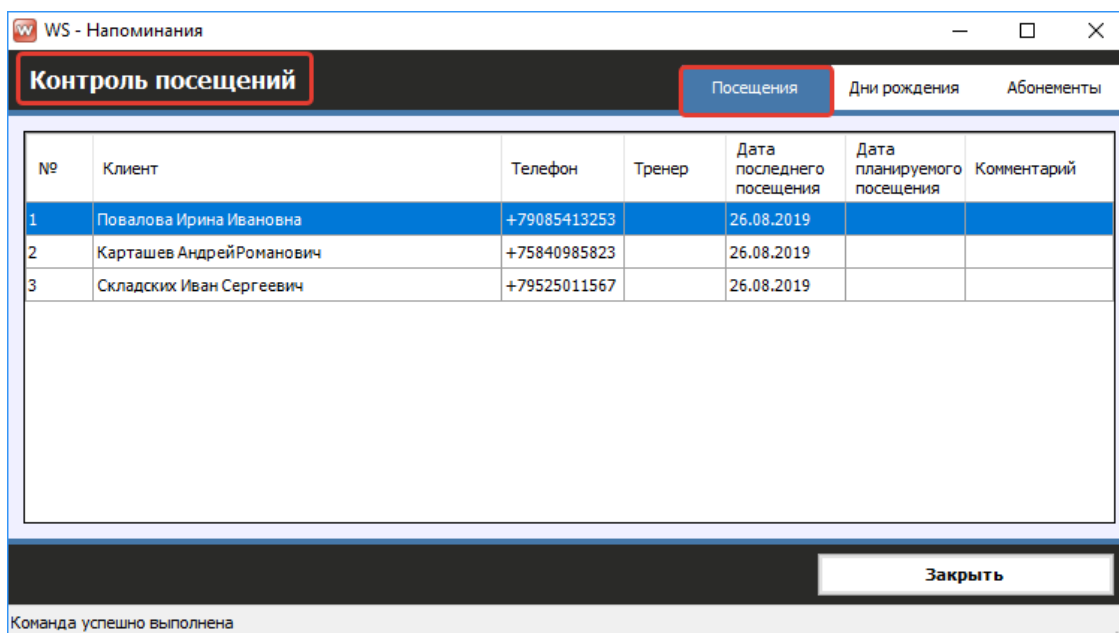 WS - Напоминания
Контроль посещений
Посещения Дни рождения Абонементы
№ Клиент Телефон Тренер Дата последнего посещения Дата планируемого посещения Комментарий
1 Повалова Ирина Ивановна +79085413253 26.08.2019
2 Карташев АндрейРоманович +75840985823 26.08.2019
3 Складских Иван Сергеевич +79525011567 26.08.2019
Закрыть
Команда успешно выполнена